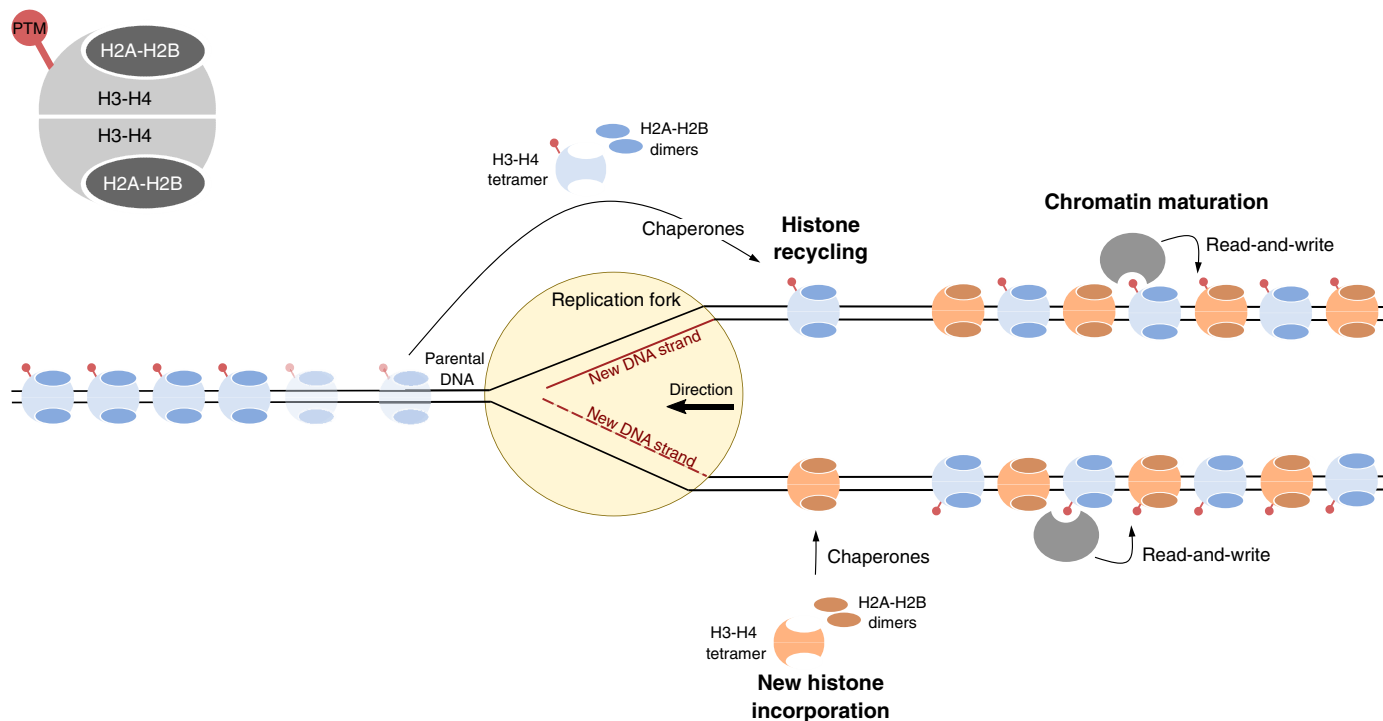 PTM
H2A-H2B
H3-H4
H3-H4
H2A-H2B
H2A-H2B
dimers
H3-H4
tetramer
Chaperones
Histone
recycling
Chromatin maturation
Read-and-write
Replication fork
Parental
DNA
New DNA strand
Direction
New DNA strand
Chaperones
Read-and-write
H2A-H2B
dimers
H3-H4
tetramer
New histone
incorporation